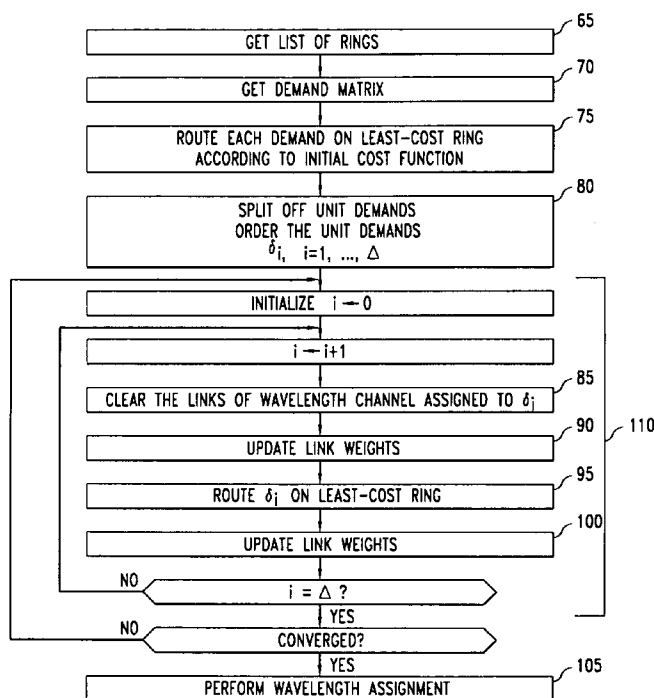 65
GET LIST OF RINGS
70
GET DEMAND MATRIX
75
ROUTE EACH DEMAND ON LEAST-COST RING
ACCORDING TO INITIAL COST FUNCTION
80
SPLIT OFF UNIT DEMANDS
ORDER THE UNIT DEMANDS
δi, i=1, ..., Δ
INITIALIZE i ← 0
i ← i+1
85
CLEAR THE LINKS OF WAVELENGTH CHANNEL ASSIGNED TO δi
110
90
UPDATE LINK WEIGHTS
95
ROUTE δi ON LEAST-COST RING
100
UPDATE LINK WEIGHTS
NO
i = Δ ?
YES
NO
CONVERGED?
YES
105
PERFORM WAVELENGTH ASSIGNMENT